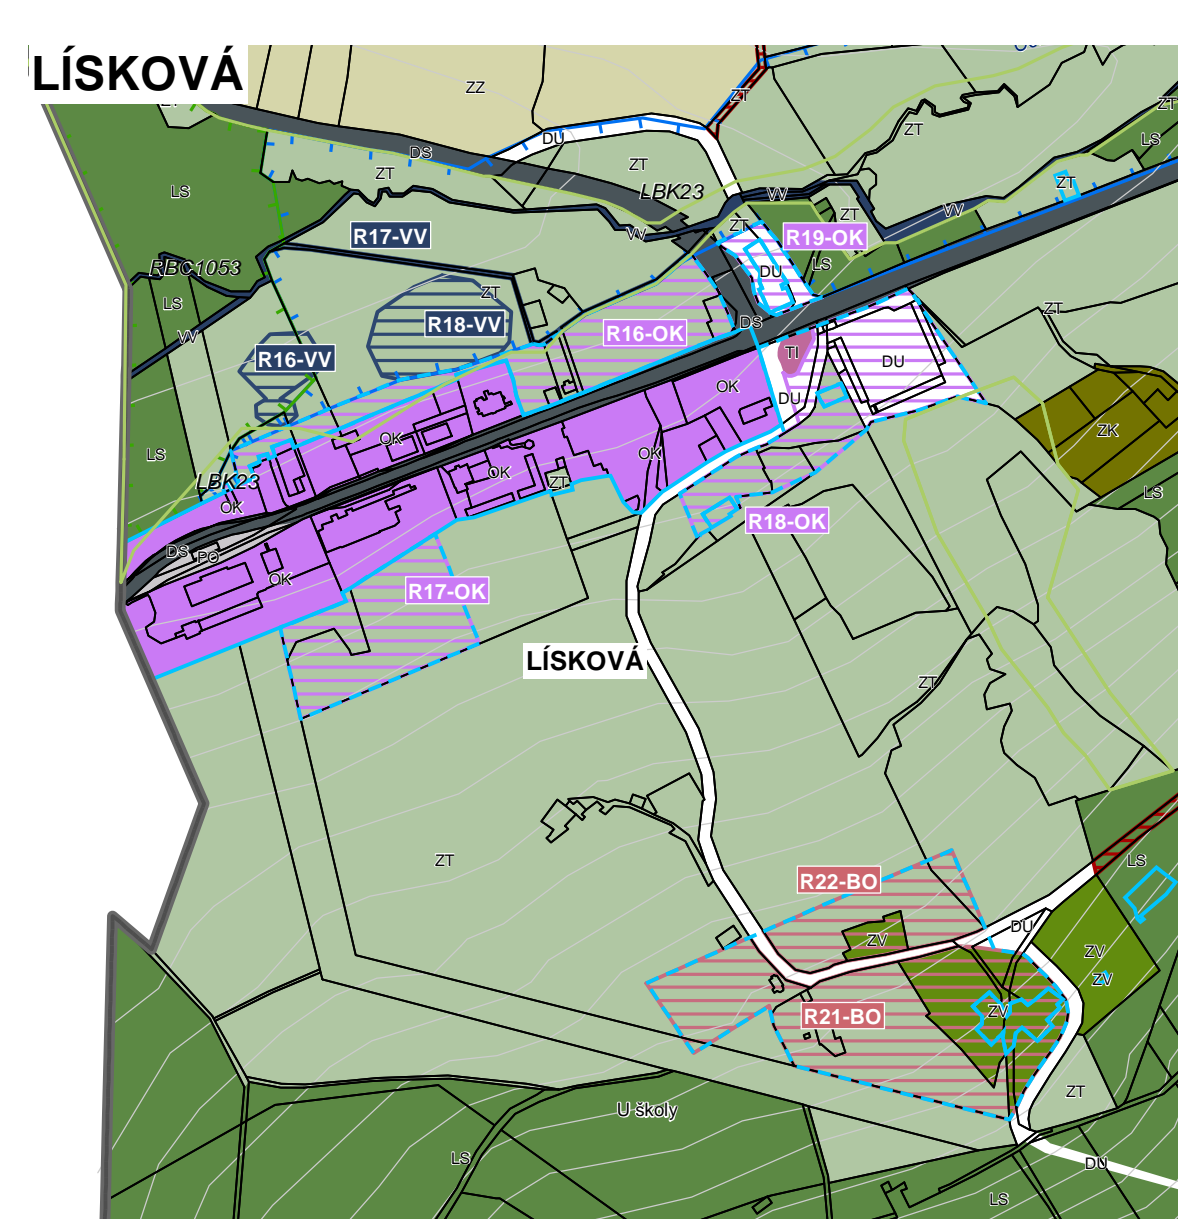 LÍSKOVÁ
ZZ
ZT
ZT
ZT
ZT
DU
ZT
LS
DS
ZT
ZT
LS
LBK23
VV
ZT
ZT
VV
R17-VV
VV
ZT
R19-OK
RBC1053
DU
LS
LS
ZT
R18-VV
DS
ZT
R16-OK
VV
R16-VV
TI
DU
OK
DU
OK
ZK
LS
OK
OK
LBK23
ZT
LS
OK
R18-OK
DS
PO
OK
R17-OK
LÍSKOVÁ
ZT
ZT
LS
R22-BO
DU
ZV
ZV
ZV
R21-BO
ZV
ZT
U školy
LS
DU
LS